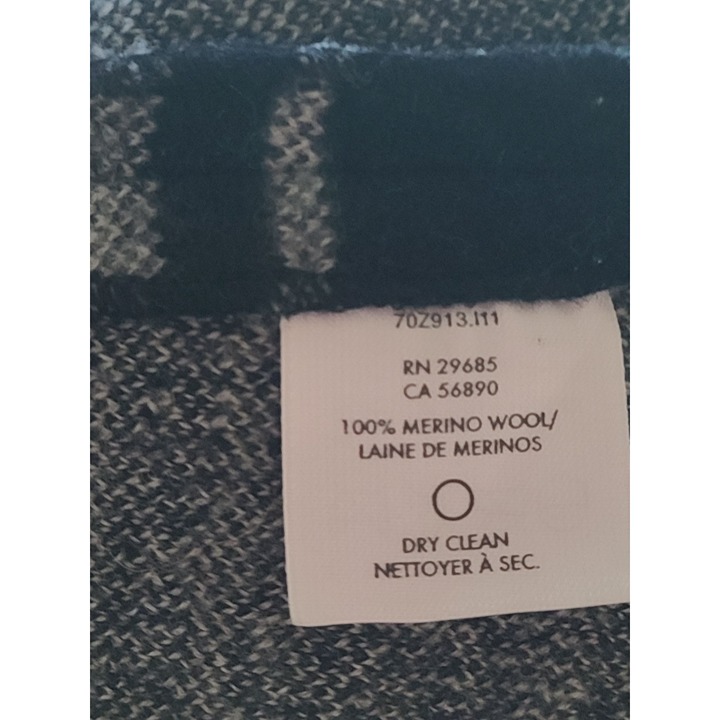 70Z913.I11
RN 29685
CA 56890
100% MERINO WOOL/
LAINE DE MERINOS
DRY CLEAN
NETTOYER À SEC.